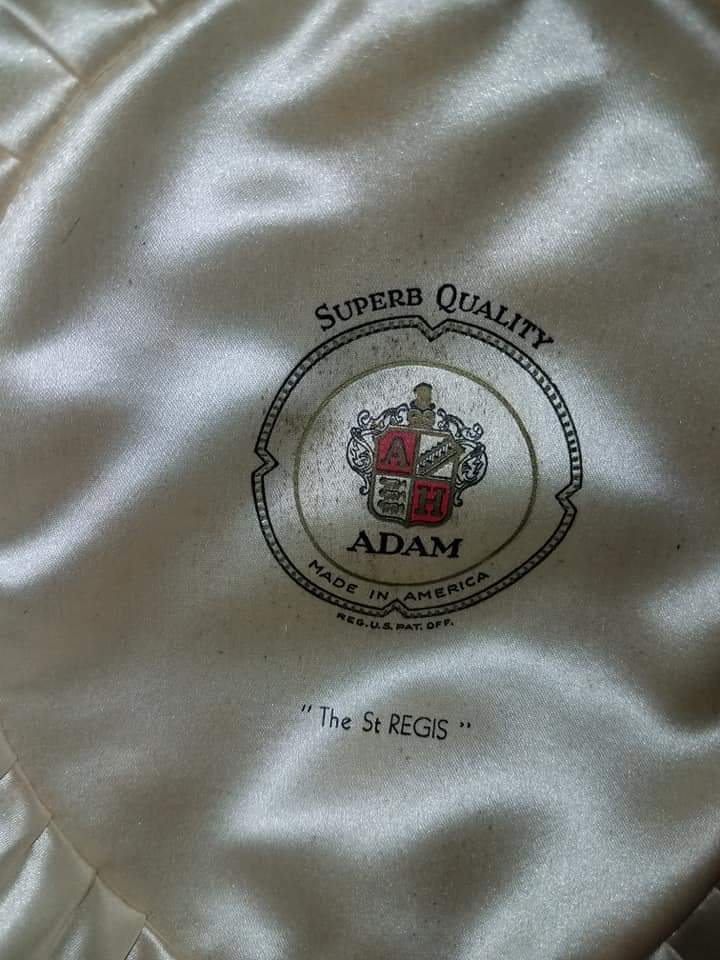 SUPERB QUALITY
A
H
ADAM
MADE IN AMERICA
REG. U.S. PAT. OFF.
" The St REGIS "